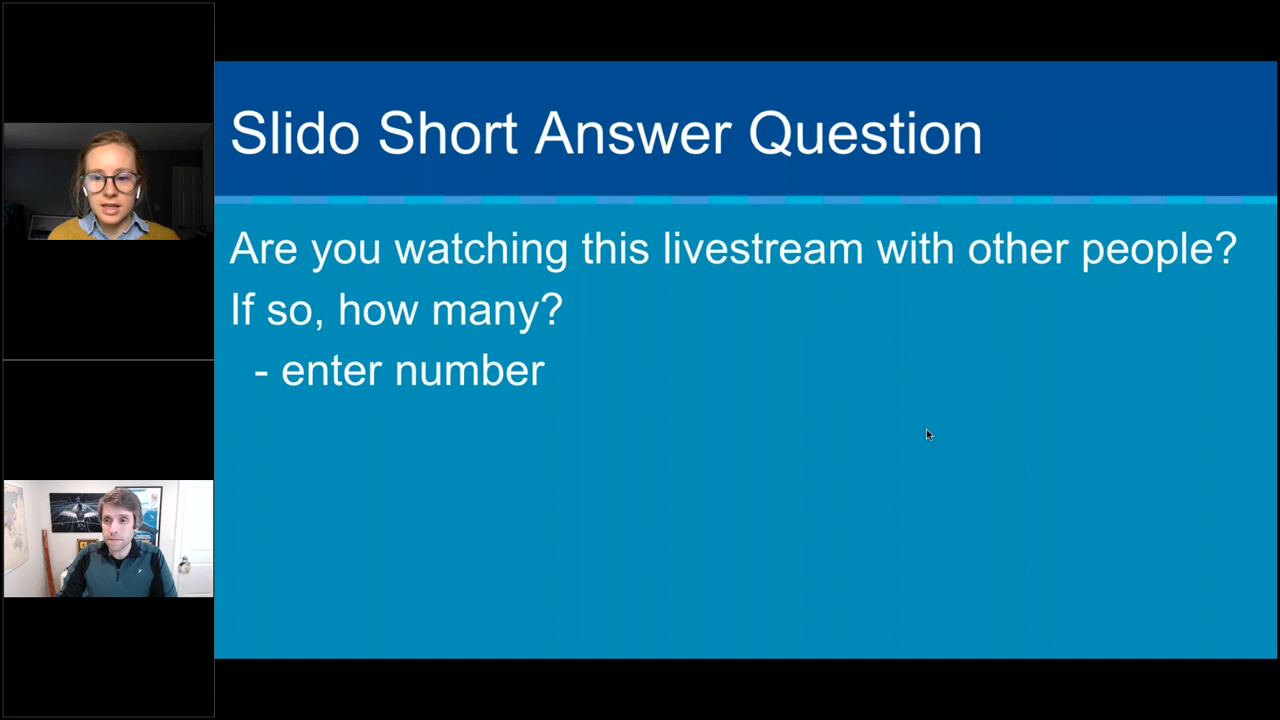 Slido Short Answer Question
Are you watching this livestream with other people?
If so, how many?
- enter number